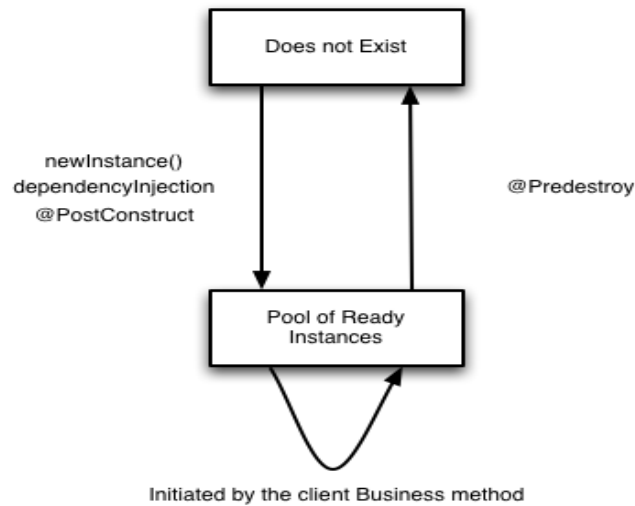 Does not Exist
newInstance()
dependencyInjection
@PostConstruct
@Predestroy
Pool of Ready
Instances
Initiated by the client Business method